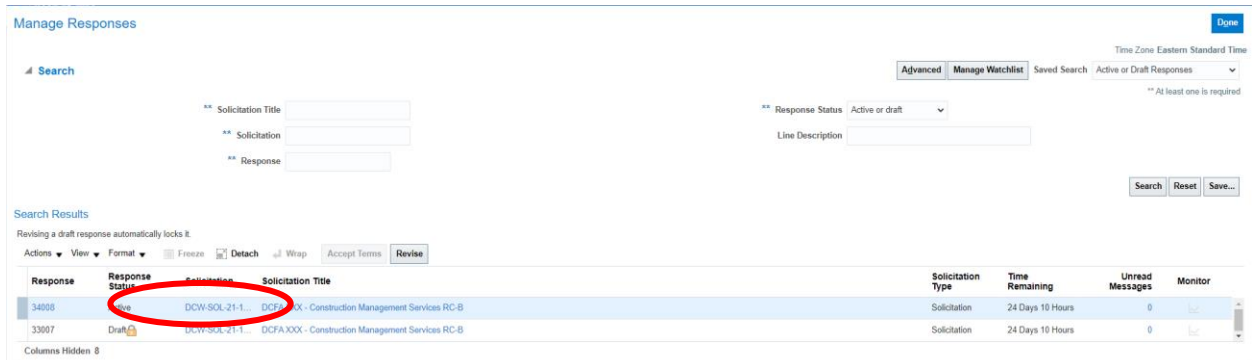 Manage Responses
Done
Time Zone Eastern Standard Time
Search
Advanced Manage Watchlist Saved Search Active or Draft Responses
** At least one is required
** Solicitation Title
** Response Status Active or draft
** Solicitation
Line Description
** Response
Search Reset Save...
Search Results
Revising a draft response automatically locks it.
Actions View Format Freeze Detach Wrap Accept Terms Revise
Response Response Status Solicitation Solicitation Title Solicitation Type Time Remaining Unread Messages Monitor
34008 Active DCW-SOL-21-1... DCFA XXX - Construction Management Services RC-B Solicitation 24 Days 10 Hours 0
33007 Draft DCW-SOL-21-1... DCFA XXX - Construction Management Services RC-B Solicitation 24 Days 10 Hours 0
Columns Hidden 8